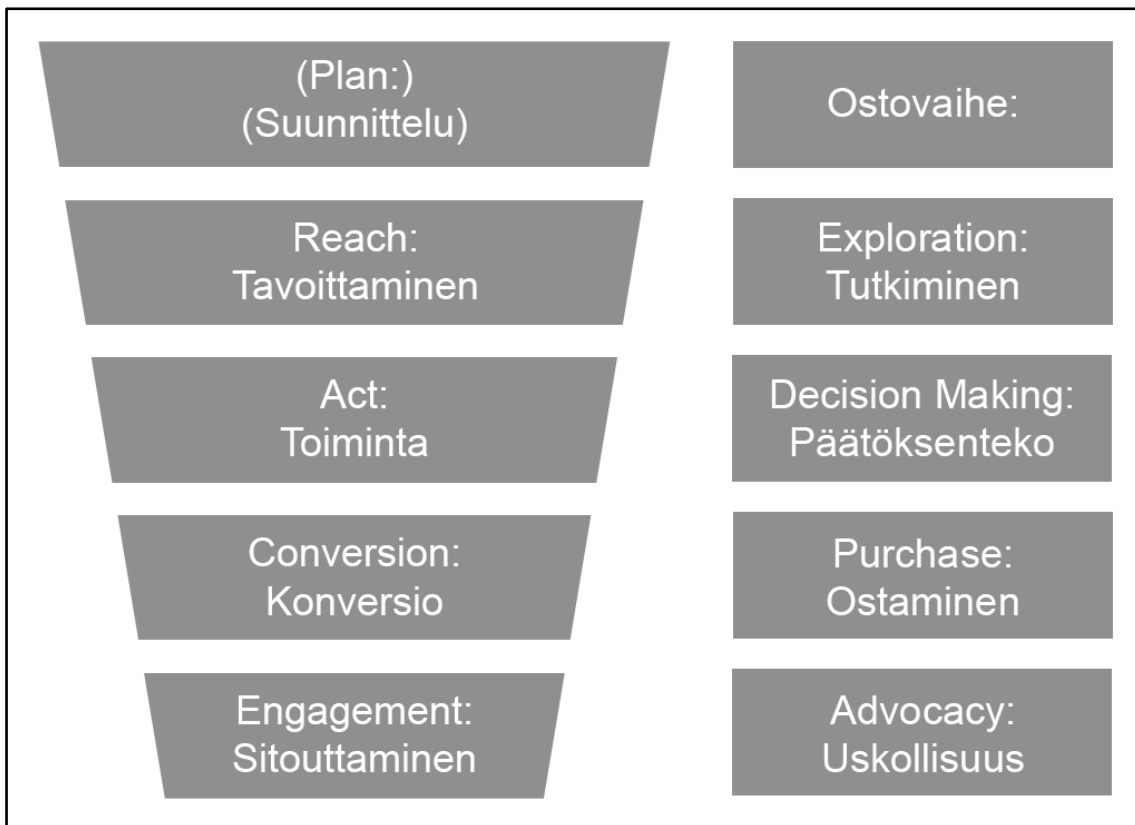 (Plan:)
(Suunnittelu)
Ostovaihe:
Reach:
Tavoittaminen
Exploration:
Tutkiminen
Act:
Toiminta
Decision Making:
Päätöksenteko
Conversion:
Konversio
Purchase:
Ostaminen
Engagement:
Sitouttaminen
Advocacy:
Uskollisuus